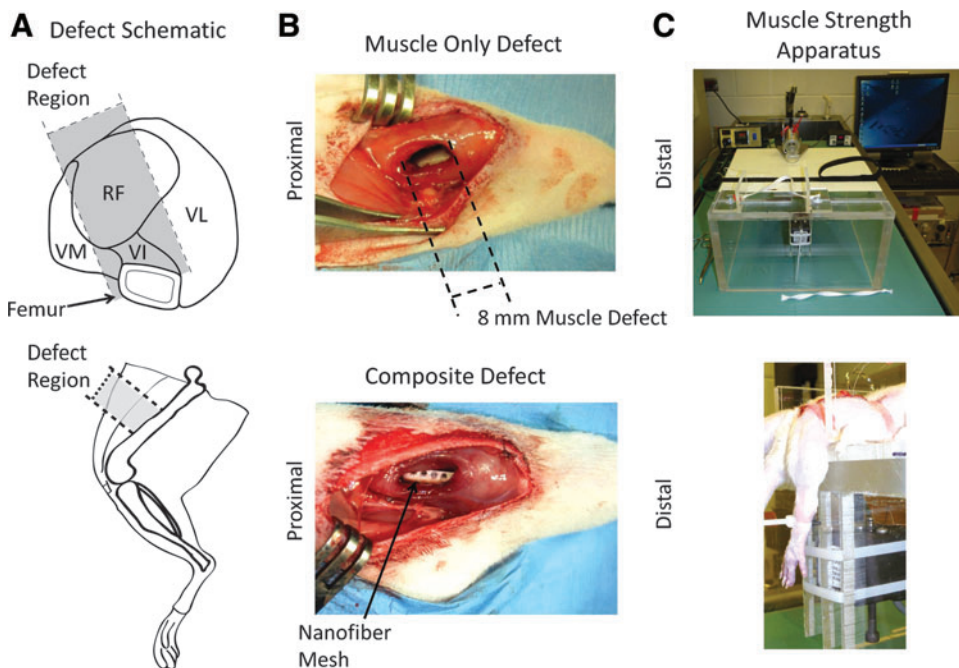 A
Defect Schematic
Defect
Region
RF
VL
VM
VI
Femur
Defect
Region
B
Muscle Only Defect
Proximal
Distal
8 mm Muscle Defect
Composite Defect
Proximal
Distal
Nanofiber
Mesh
C
Muscle Strength
Apparatus